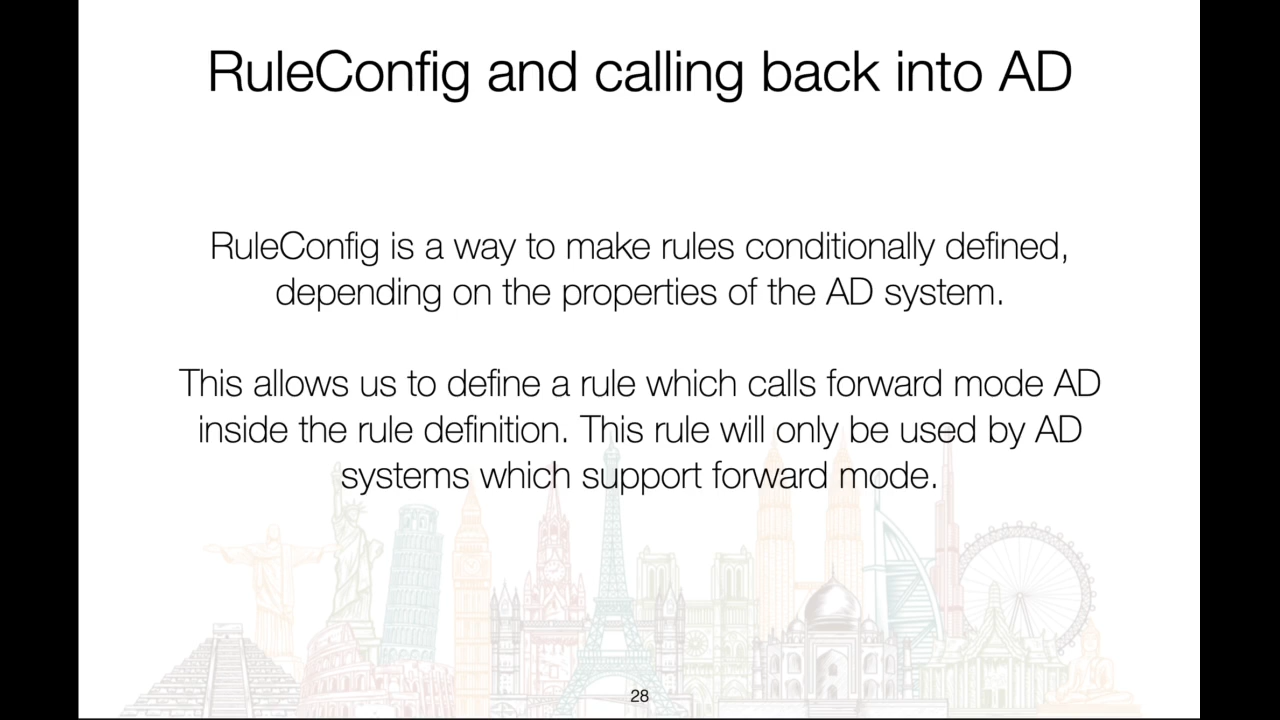 RuleConfig and calling back into AD
RuleConfig is a way to make rules conditionally defined,
depending on the properties of the AD system.
This allows us to define a rule which calls forward mode AD
inside the rule definition. This rule will only be used by AD
systems which support forward mode.
28